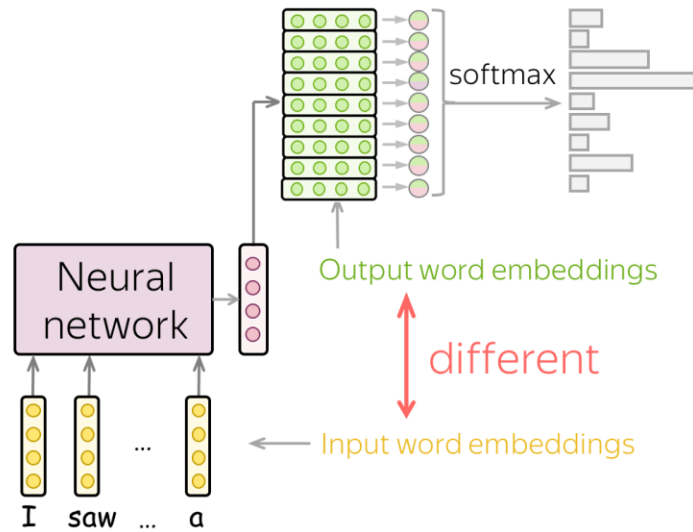 softmax
Output word embeddings
Neural
network
different
...
Input word embeddings
I saw ... a